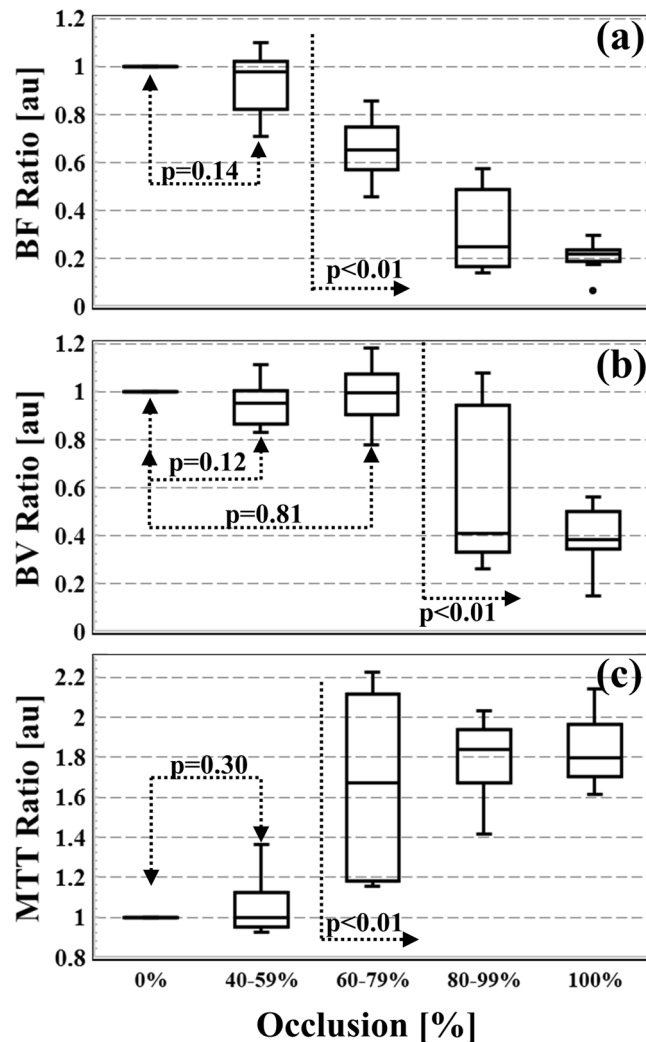 (a)
BF Ratio [au]
1.2
1
0.8
0.6
0.4
0.2
0
p=0.14
p<0.01
(b)
BV Ratio [au]
1.2
1
0.8
0.6
0.4
0.2
0
p=0.12
p=0.81
p<0.01
(c)
MTT Ratio [au]
2.2
2
1.8
1.6
1.4
1.2
1
0.8
p=0.30
p<0.01
0% 40-59% 60-79% 80-99% 100%
Occlusion [%]